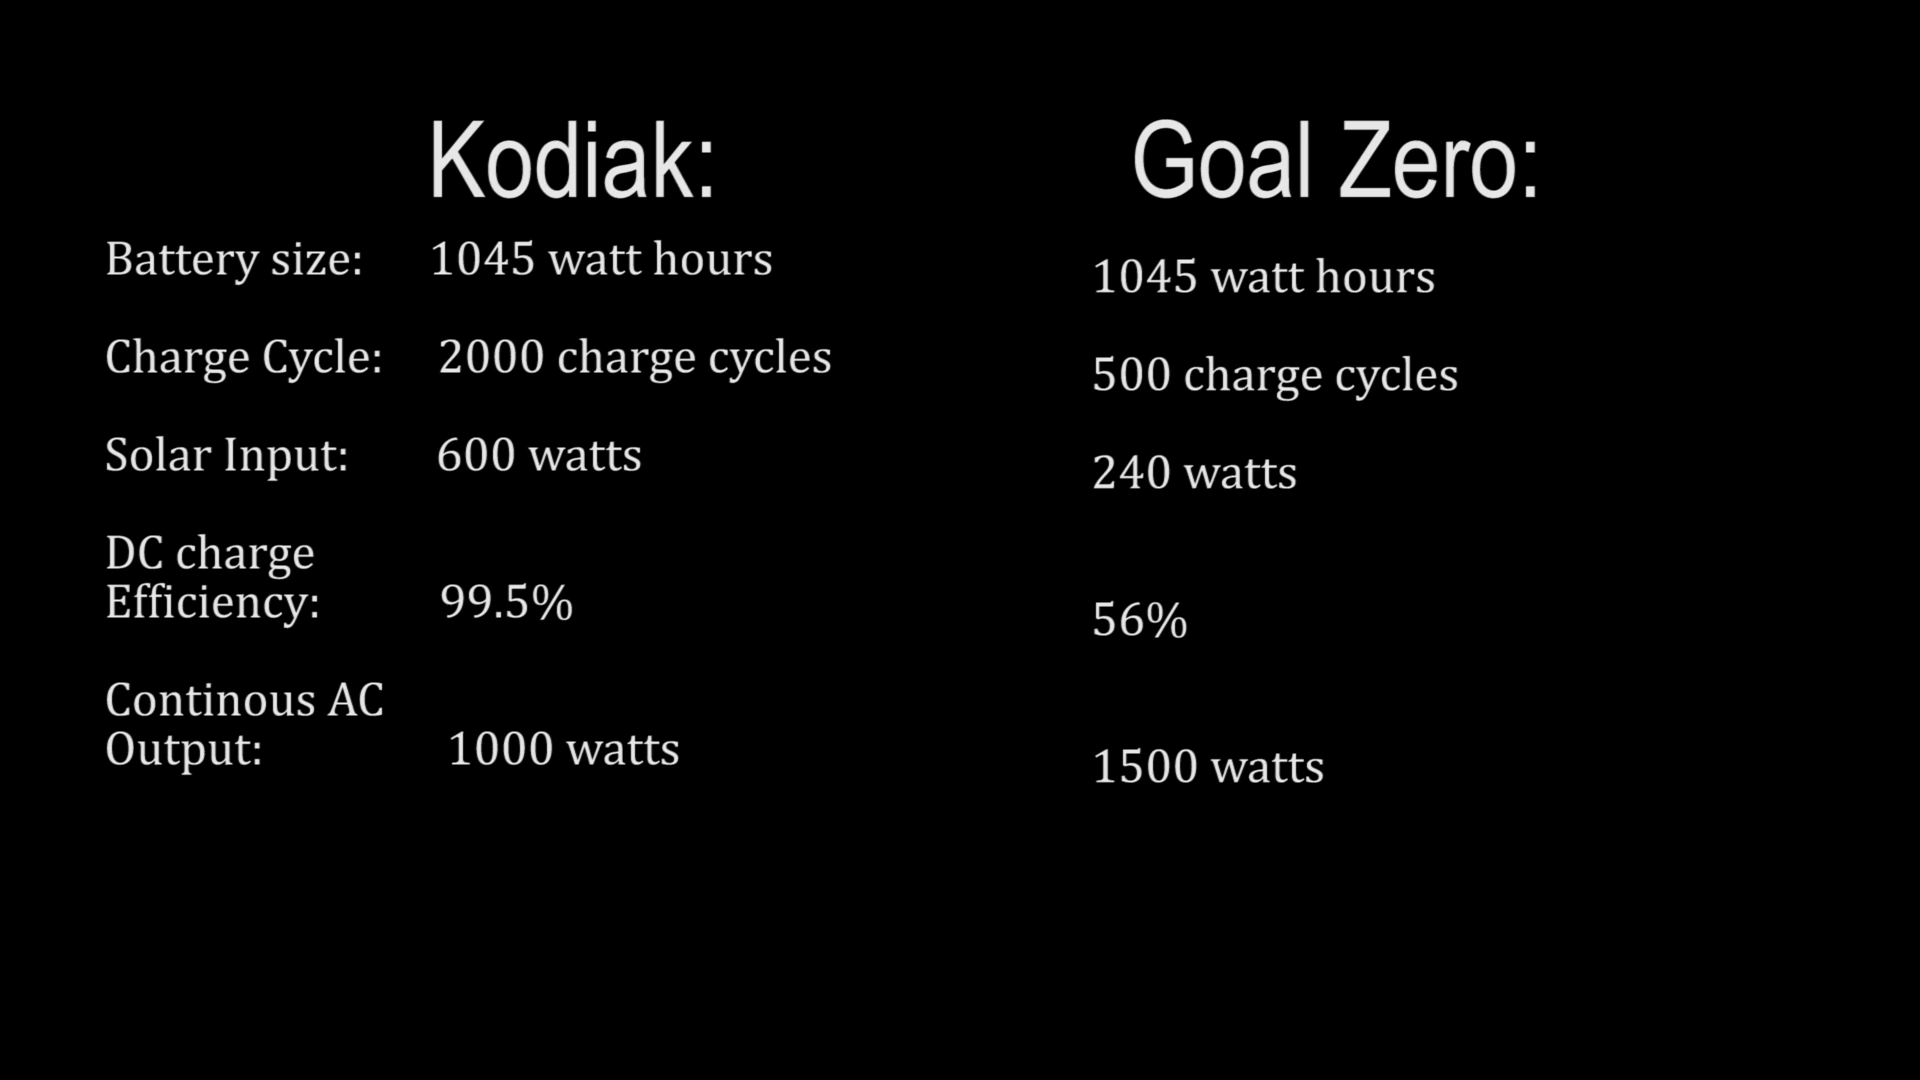 Kodiak: Goal Zero:
Battery size: 1045 watt hours 1045 watt hours
Charge Cycle: 2000 charge cycles 500 charge cycles
Solar Input: 600 watts 240 watts
DC charge
Efficiency: 99.5% 56%
Continous AC
Output: 1000 watts 1500 watts